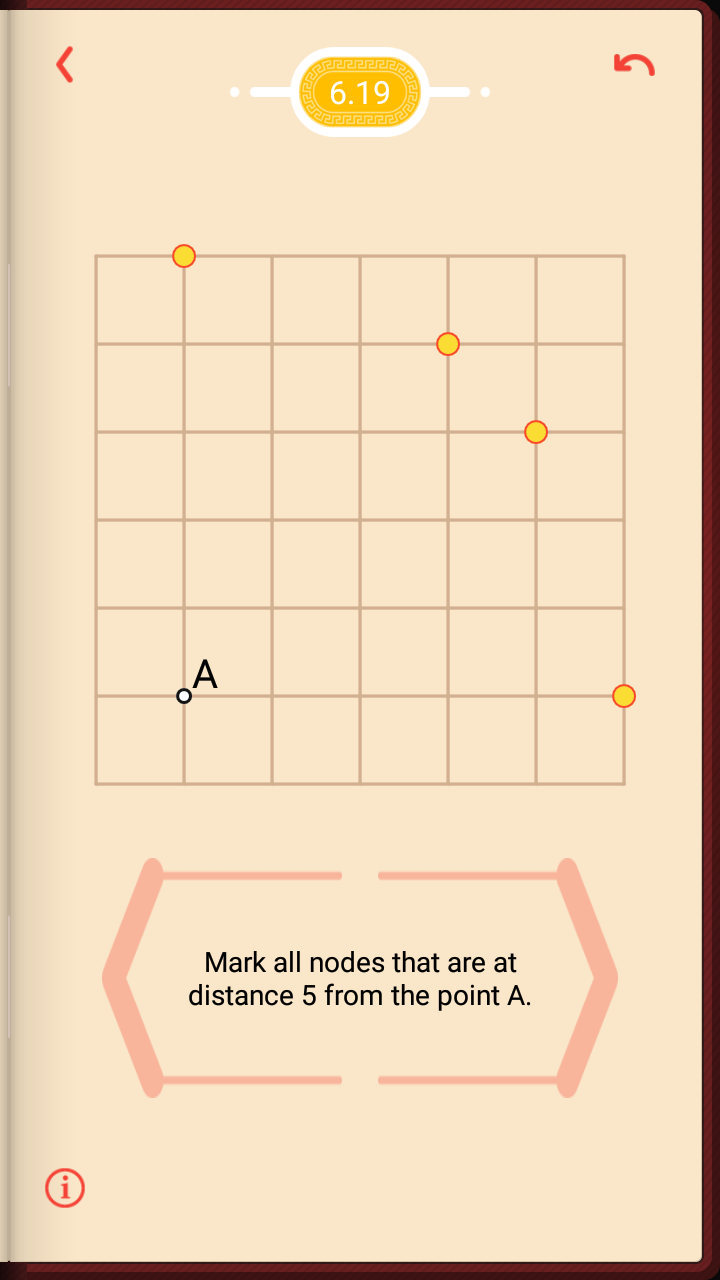 6.19
A
Mark all nodes that are at
distance 5 from the point A.
i